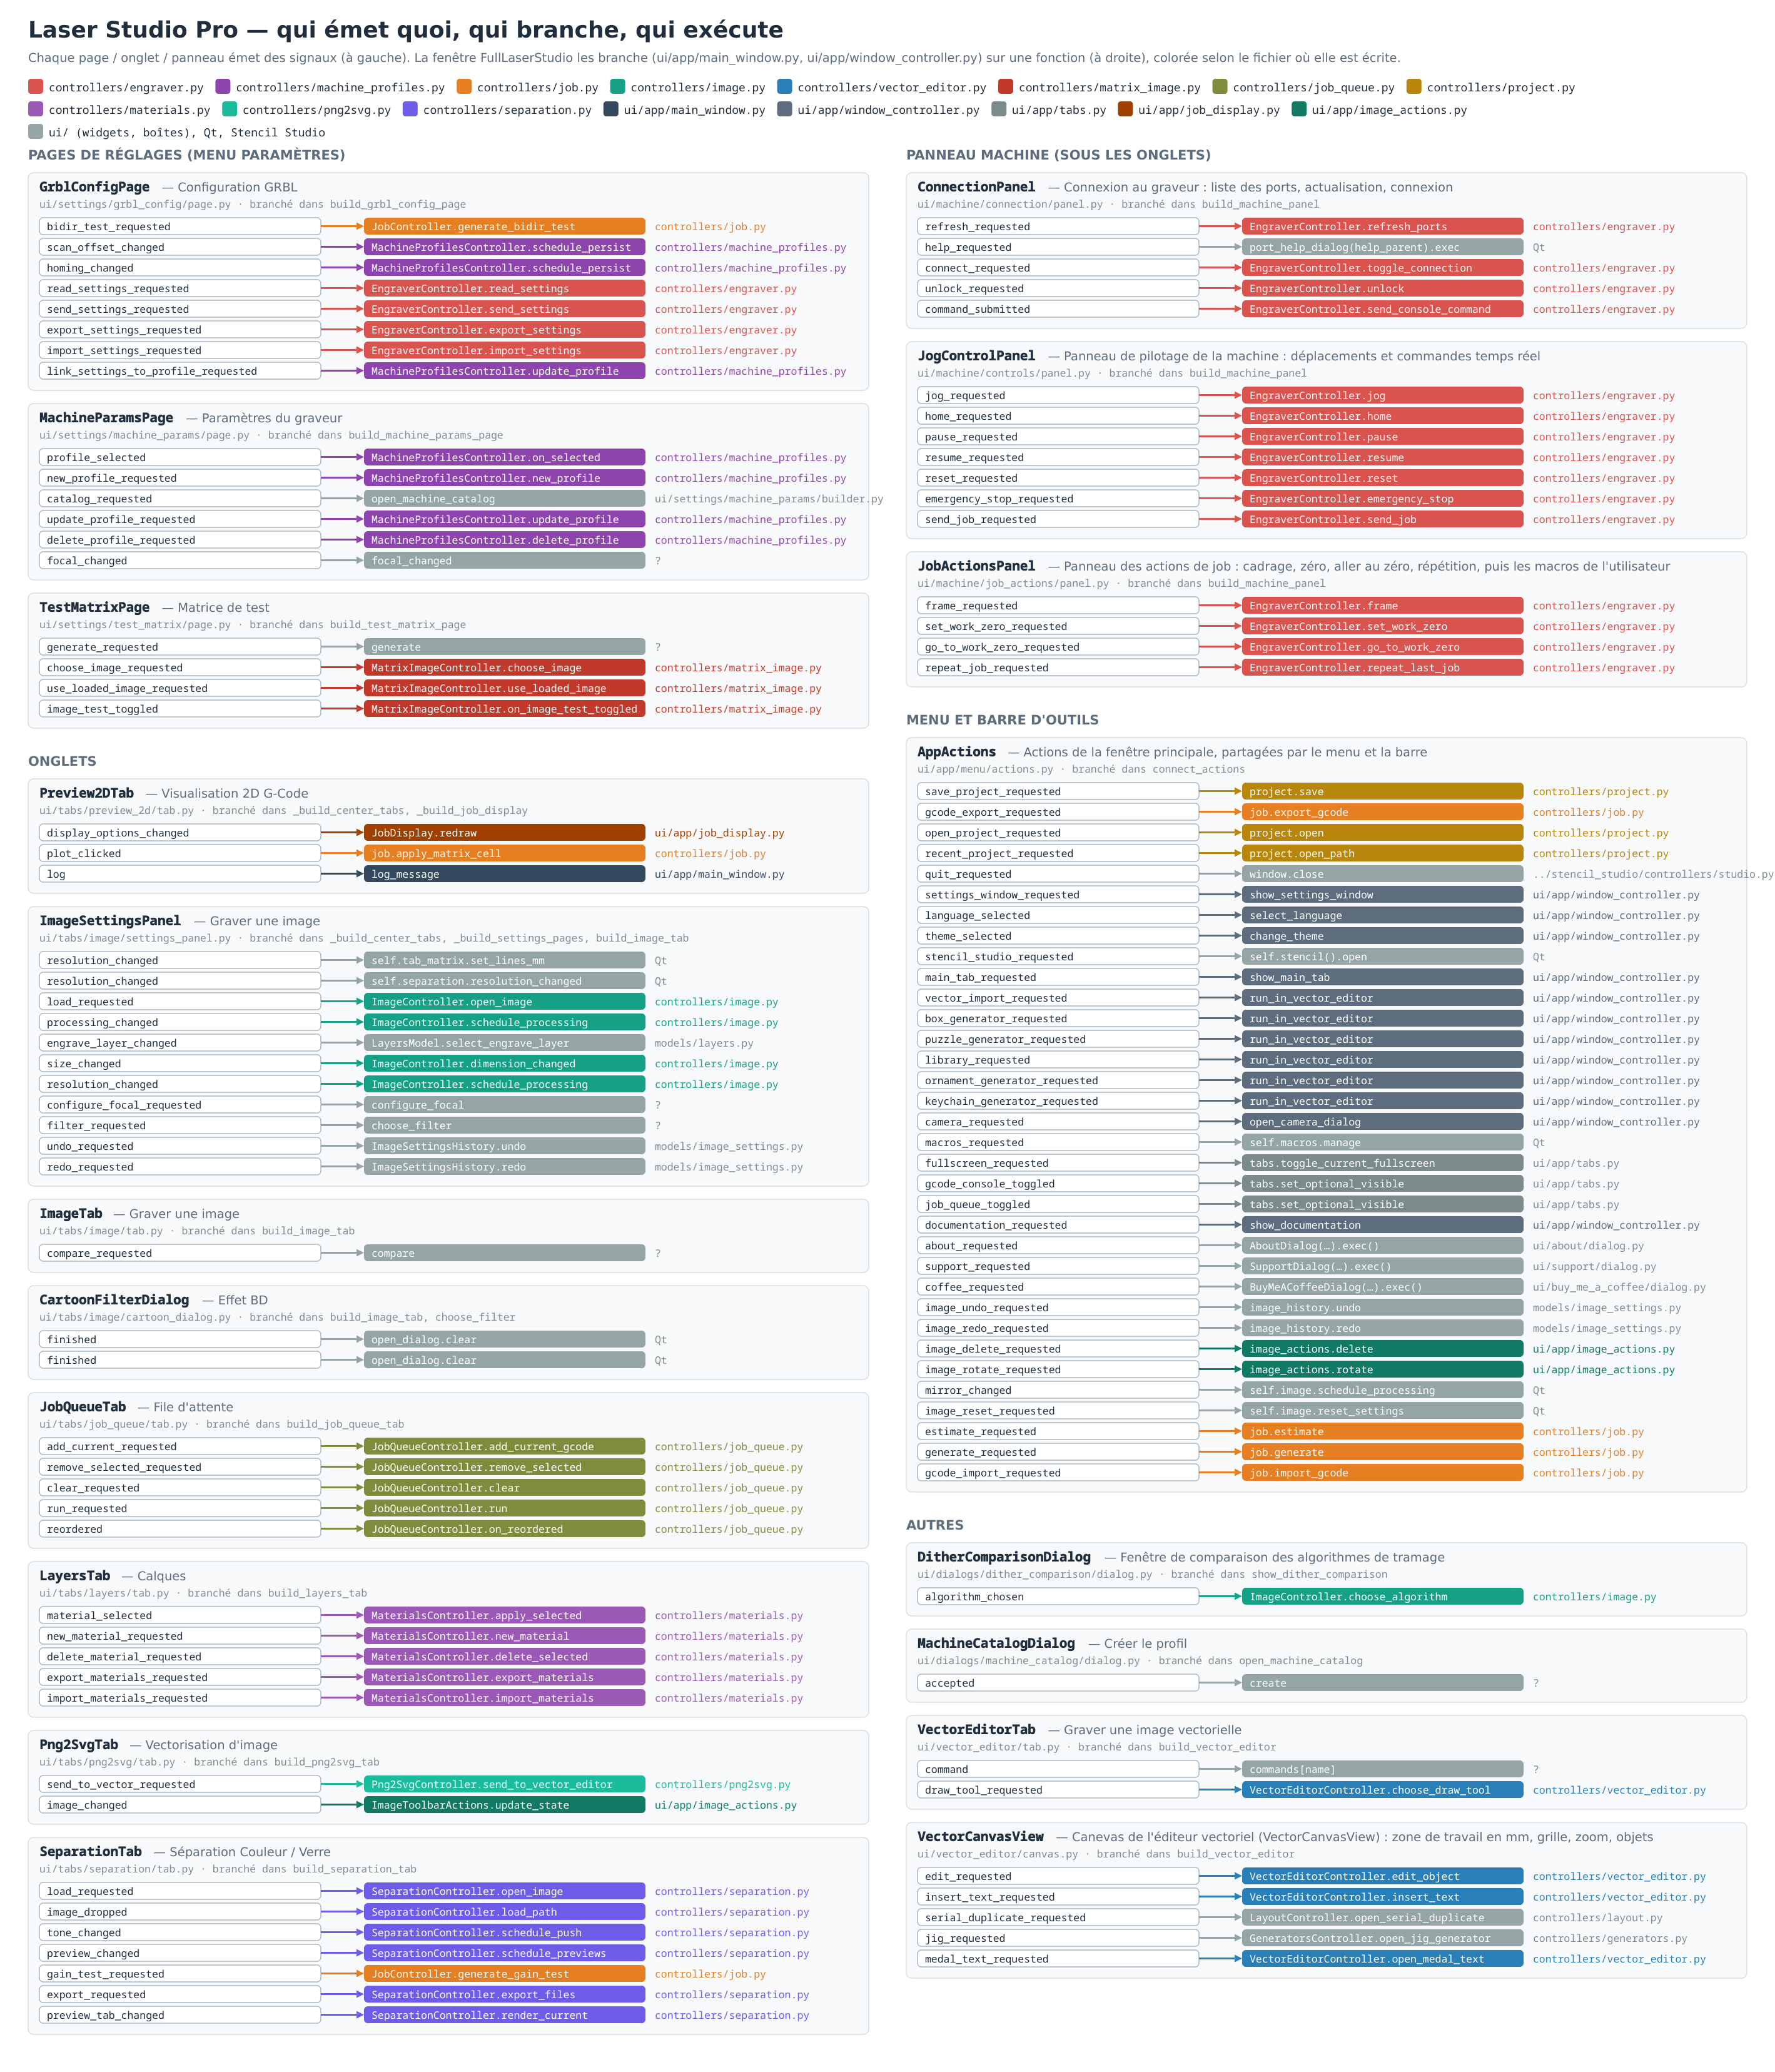 Laser Studio Pro — qui émet quoi, qui branche, qui exécute
Chaque page / onglet / panneau émet des signaux (à gauche). La fenêtre FullLaserStudio les branche (ui/app/main_window.py, ui/app/window_controller.py) sur une fonction (à droite), colorée selon le fichier où elle est écrite.
controllers/engraver.py controllers/machine_profiles.py controllers/job.py controllers/image.py controllers/vector_editor.py controllers/matrix_image.py controllers/job_queue.py controllers/project.py
controllers/materials.py controllers/png2svg.py controllers/separation.py ui/app/main_window.py ui/app/window_controller.py ui/app/tabs.py ui/app/job_display.py ui/app/image_actions.py
ui/ (widgets, boîtes), Qt, Stencil Studio
PAGES DE RÉGLAGES (MENU PARAMÈTRES)
GrblConfigPage — Configuration GRBL
ui/settings/grbl_config/page.py · branché dans build_grbl_config_page
bidir_test_requested JobController.generate_bidir_test controllers/job.py
scan_offset_changed MachineProfilesController.schedule_persist controllers/machine_profiles.py
homing_changed MachineProfilesController.schedule_persist controllers/machine_profiles.py
read_settings_requested EngraverController.read_settings controllers/engraver.py
send_settings_requested EngraverController.send_settings controllers/engraver.py
export_settings_requested EngraverController.export_settings controllers/engraver.py
import_settings_requested EngraverController.import_settings controllers/engraver.py
link_settings_to_profile_requested MachineProfilesController.update_profile controllers/machine_profiles.py
MachineParamsPage — Paramètres du graveur
ui/settings/machine_params/page.py · branché dans build_machine_params_page
profile_selected MachineProfilesController.on_selected controllers/machine_profiles.py
new_profile_requested MachineProfilesController.new_profile controllers/machine_profiles.py
catalog_requested open_machine_catalog ui/settings/machine_params/builder.py
update_profile_requested MachineProfilesController.update_profile controllers/machine_profiles.py
delete_profile_requested MachineProfilesController.delete_profile controllers/machine_profiles.py
focal_changed focal_changed ?
TestMatrixPage — Matrice de test
ui/settings/test_matrix/page.py · branché dans build_test_matrix_page
generate_requested generate ?
choose_image_requested MatrixImageController.choose_image controllers/matrix_image.py
use_loaded_image_requested MatrixImageController.use_loaded_image controllers/matrix_image.py
image_test_toggled MatrixImageController.on_image_test_toggled controllers/matrix_image.py
ONGLETS
Preview2DTab — Visualisation 2D G-Code
ui/tabs/preview_2d/tab.py · branché dans _build_center_tabs, _build_job_display
display_options_changed JobDisplay.redraw ui/app/job_display.py
plot_clicked job.apply_matrix_cell controllers/job.py
log log_message ui/app/main_window.py
ImageSettingsPanel — Graver une image
ui/tabs/image/settings_panel.py · branché dans _build_center_tabs, _build_settings_pages, build_image_tab
resolution_changed self.tab_matrix.set_lines_mm Qt
resolution_changed self.separation.resolution_changed Qt
load_requested ImageController.open_image controllers/image.py
processing_changed ImageController.schedule_processing controllers/image.py
engrave_layer_changed LayersModel.select_engrave_layer models/layers.py
size_changed ImageController.dimension_changed controllers/image.py
resolution_changed ImageController.schedule_processing controllers/image.py
configure_focal_requested configure_focal ?
filter_requested choose_filter ?
undo_requested ImageSettingsHistory.undo models/image_settings.py
redo_requested ImageSettingsHistory.redo models/image_settings.py
ImageTab — Graver une image
ui/tabs/image/tab.py · branché dans build_image_tab
compare_requested compare ?
CartoonFilterDialog — Effet BD
ui/tabs/image/cartoon_dialog.py · branché dans build_image_tab, choose_filter
finished open_dialog.clear Qt
finished open_dialog.clear Qt
JobQueueTab — File d'attente
ui/tabs/job_queue/tab.py · branché dans build_job_queue_tab
add_current_requested JobQueueController.add_current_gcode controllers/job_queue.py
remove_selected_requested JobQueueController.remove_selected controllers/job_queue.py
clear_requested JobQueueController.clear controllers/job_queue.py
run_requested JobQueueController.run controllers/job_queue.py
reordered JobQueueController.on_reordered controllers/job_queue.py
LayersTab — Calques
ui/tabs/layers/tab.py · branché dans build_layers_tab
material_selected MaterialsController.apply_selected controllers/materials.py
new_material_requested MaterialsController.new_material controllers/materials.py
delete_material_requested MaterialsController.delete_selected controllers/materials.py
export_materials_requested MaterialsController.export_materials controllers/materials.py
import_materials_requested MaterialsController.import_materials controllers/materials.py
Png2SvgTab — Vectorisation d'image
ui/tabs/png2svg/tab.py · branché dans build_png2svg_tab
send_to_vector_requested Png2SvgController.send_to_vector_editor controllers/png2svg.py
image_changed ImageToolbarActions.update_state ui/app/image_actions.py
SeparationTab — Séparation Couleur / Verre
ui/tabs/separation/tab.py · branché dans build_separation_tab
load_requested SeparationController.open_image controllers/separation.py
image_dropped SeparationController.load_path controllers/separation.py
tone_changed SeparationController.schedule_push controllers/separation.py
preview_changed SeparationController.schedule_previews controllers/separation.py
gain_test_requested JobController.generate_gain_test controllers/job.py
export_requested SeparationController.export_files controllers/separation.py
preview_tab_changed SeparationController.render_current controllers/separation.py
PANNEAU MACHINE (SOUS LES ONGLETS)
ConnectionPanel — Connexion au graveur : liste des ports, actualisation, connexion
ui/machine/connection/panel.py · branché dans build_machine_panel
refresh_requested EngraverController.refresh_ports controllers/engraver.py
help_requested port_help_dialog(help_parent).exec Qt
connect_requested EngraverController.toggle_connection controllers/engraver.py
unlock_requested EngraverController.unlock controllers/engraver.py
command_submitted EngraverController.send_console_command controllers/engraver.py
JogControlPanel — Panneau de pilotage de la machine : déplacements et commandes temps réel
ui/machine/controls/panel.py · branché dans build_machine_panel
jog_requested EngraverController.jog controllers/engraver.py
home_requested EngraverController.home controllers/engraver.py
pause_requested EngraverController.pause controllers/engraver.py
resume_requested EngraverController.resume controllers/engraver.py
reset_requested EngraverController.reset controllers/engraver.py
emergency_stop_requested EngraverController.emergency_stop controllers/engraver.py
send_job_requested EngraverController.send_job controllers/engraver.py
JobActionsPanel — Panneau des actions de job : cadrage, zéro, aller au zéro, répétition, puis les macros de l'utilisateur
ui/machine/job_actions/panel.py · branché dans build_machine_panel
frame_requested EngraverController.frame controllers/engraver.py
set_work_zero_requested EngraverController.set_work_zero controllers/engraver.py
go_to_work_zero_requested EngraverController.go_to_work_zero controllers/engraver.py
repeat_job_requested EngraverController.repeat_last_job controllers/engraver.py
MENU ET BARRE D'OUTILS
AppActions — Actions de la fenêtre principale, partagées par le menu et la barre
ui/app/menu/actions.py · branché dans connect_actions
save_project_requested project.save controllers/project.py
gcode_export_requested job.export_gcode controllers/job.py
open_project_requested project.open controllers/project.py
recent_project_requested project.open_path controllers/project.py
quit_requested window.close ../stencil_studio/controllers/studio.py
settings_window_requested show_settings_window ui/app/window_controller.py
language_selected select_language ui/app/window_controller.py
theme_selected change_theme ui/app/window_controller.py
stencil_studio_requested self.stencil().open Qt
main_tab_requested show_main_tab ui/app/window_controller.py
vector_import_requested run_in_vector_editor ui/app/window_controller.py
box_generator_requested run_in_vector_editor ui/app/window_controller.py
puzzle_generator_requested run_in_vector_editor ui/app/window_controller.py
library_requested run_in_vector_editor ui/app/window_controller.py
ornament_generator_requested run_in_vector_editor ui/app/window_controller.py
keychain_generator_requested run_in_vector_editor ui/app/window_controller.py
camera_requested open_camera_dialog ui/app/window_controller.py
macros_requested self.macros.manage Qt
fullscreen_requested tabs.toggle_current_fullscreen ui/app/tabs.py
gcode_console_toggled tabs.set_optional_visible ui/app/tabs.py
job_queue_toggled tabs.set_optional_visible ui/app/tabs.py
documentation_requested show_documentation ui/app/window_controller.py
about_requested AboutDialog(…).exec() ui/about/dialog.py
support_requested SupportDialog(…).exec() ui/support/dialog.py
coffee_requested BuyMeACoffeeDialog(…).exec() ui/buy_me_a_coffee/dialog.py
image_undo_requested image_history.undo models/image_settings.py
image_redo_requested image_history.redo models/image_settings.py
image_delete_requested image_actions.delete ui/app/image_actions.py
image_rotate_requested image_actions.rotate ui/app/image_actions.py
mirror_changed self.image.schedule_processing Qt
image_reset_requested self.image.reset_settings Qt
estimate_requested job.estimate controllers/job.py
generate_requested job.generate controllers/job.py
gcode_import_requested job.import_gcode controllers/job.py
AUTRES
DitherComparisonDialog — Fenêtre de comparaison des algorithmes de tramage
ui/dialogs/dither_comparison/dialog.py · branché dans show_dither_comparison
algorithm_chosen ImageController.choose_algorithm controllers/image.py
MachineCatalogDialog — Créer le profil
ui/dialogs/machine_catalog/dialog.py · branché dans open_machine_catalog
accepted create ?
VectorEditorTab — Graver une image vectorielle
ui/vector_editor/tab.py · branché dans build_vector_editor
command commands[name] ?
draw_tool_requested VectorEditorController.choose_draw_tool controllers/vector_editor.py
VectorCanvasView — Canevas de l'éditeur vectoriel (VectorCanvasView) : zone de travail en mm, grille, zoom, objets
ui/vector_editor/canvas.py · branché dans build_vector_editor
edit_requested VectorEditorController.edit_object controllers/vector_editor.py
insert_text_requested VectorEditorController.insert_text controllers/vector_editor.py
serial_duplicate_requested LayoutController.open_serial_duplicate controllers/layout.py
jig_requested GeneratorsController.open_jig_generator controllers/generators.py
medal_text_requested VectorEditorController.open_medal_text controllers/vector_editor.py